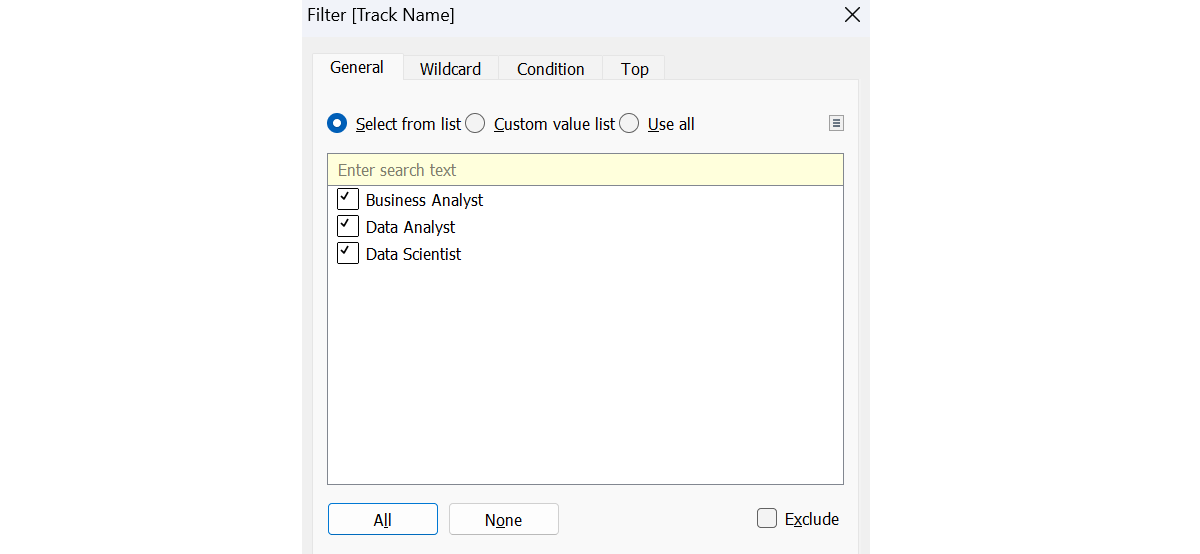 Filter [Track Name]
General Wildcard Condition Top
Select from list Custom value list Use all
Enter search text
Business Analyst
Data Analyst
Data Scientist
All None Exclude